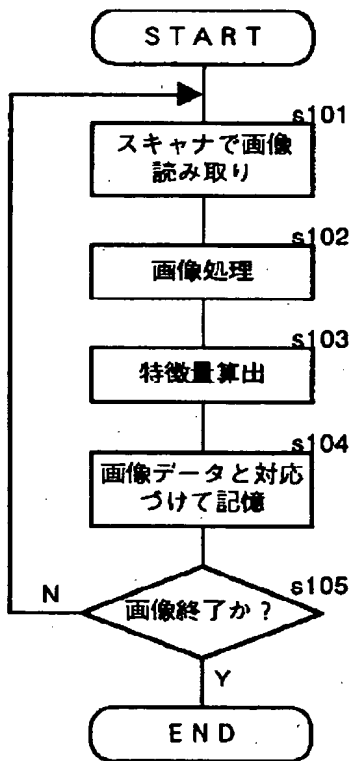 START
s101
スキャナで画像
読み取り
s102
画像処理
s103
特徴量算出
s104
画像データと対応
づけて記憶
s105
画像終了か？
N
Y
END